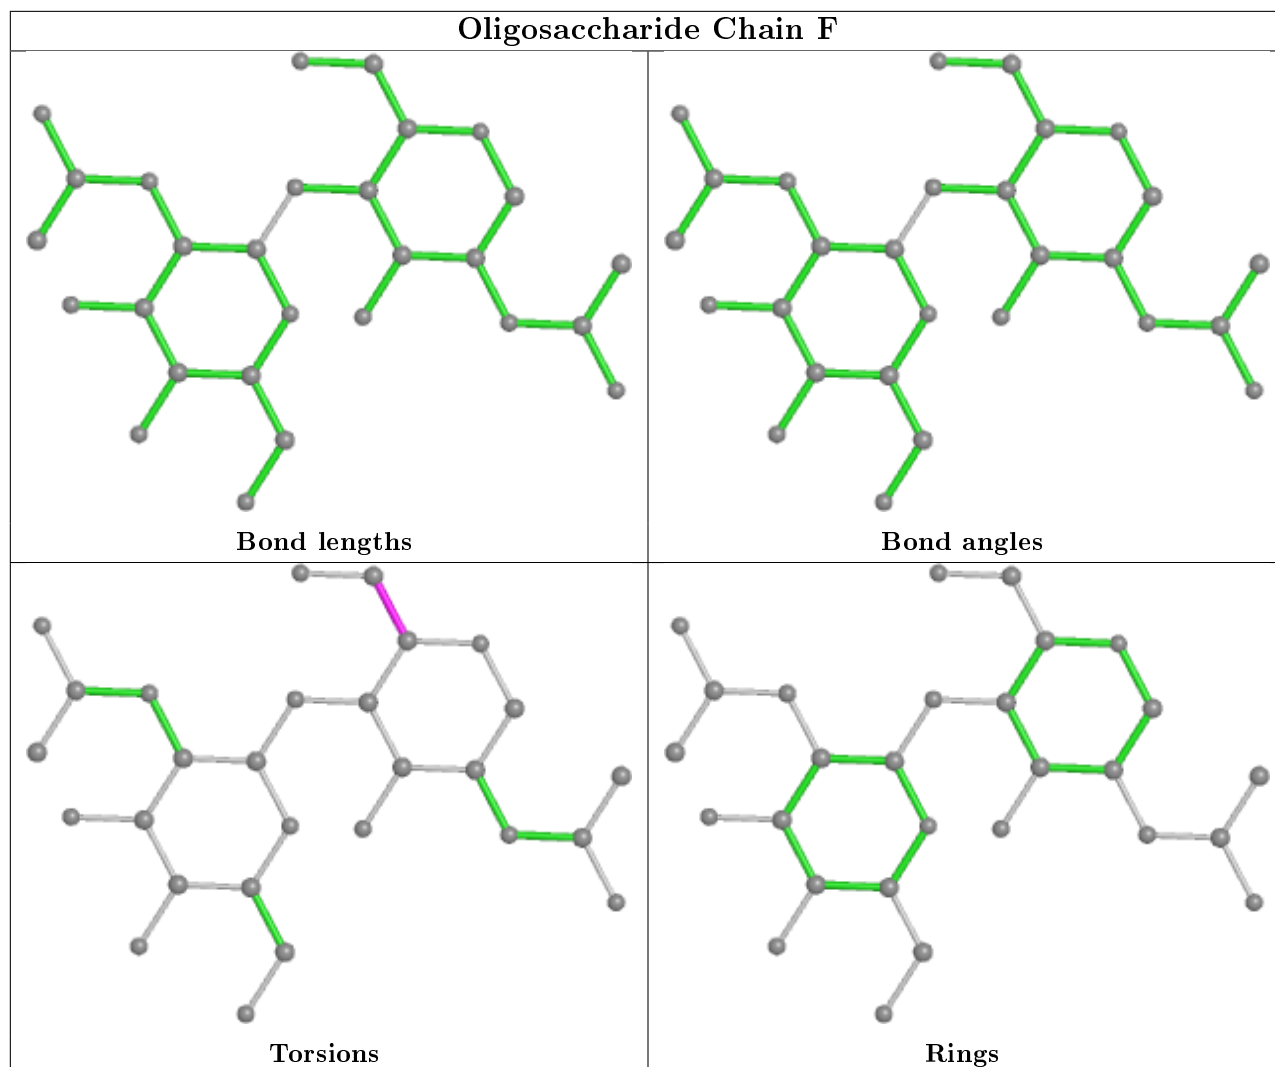 Oligosaccharide Chain F
Bond lengths
Bond angles
Torsions
Rings